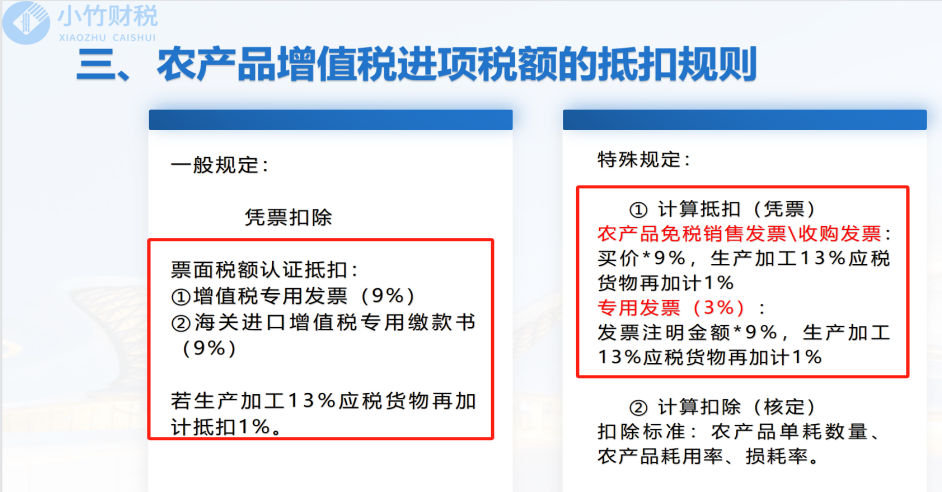 小竹财税
XIAOZHU CAISHUI
三、农产品增值税进项税额的抵扣规则
一般规定：
凭票扣除
票面税额认证抵扣：
①增值税专用发票（9%）
②海关进口增值税专用缴款书
（9%）
若生产加工13%应税货物再加
计抵扣1%。
特殊规定：
① 计算抵扣（凭票）
农产品免税销售发票\收购发票：
买价*9%，生产加工13%应税
货物再加计1%
专用发票（3%）：
发票注明金额*9%，生产加工
13%应税货物再加计1%
② 计算扣除（核定）
扣除标准：农产品单耗数量、
农产品耗用率、损耗率。